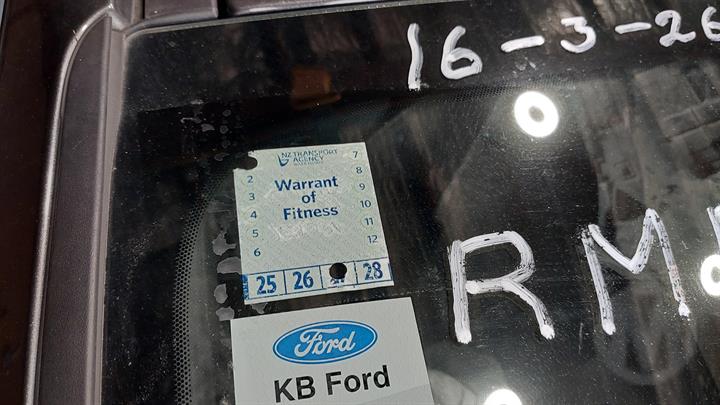 16-3-26
NZ TRANSPORT
AGENCY
Warrant
of
Fitness
2
3
4
5
6
7
8
9
10
11
12
25 26 28
RM
Ford
KB Ford